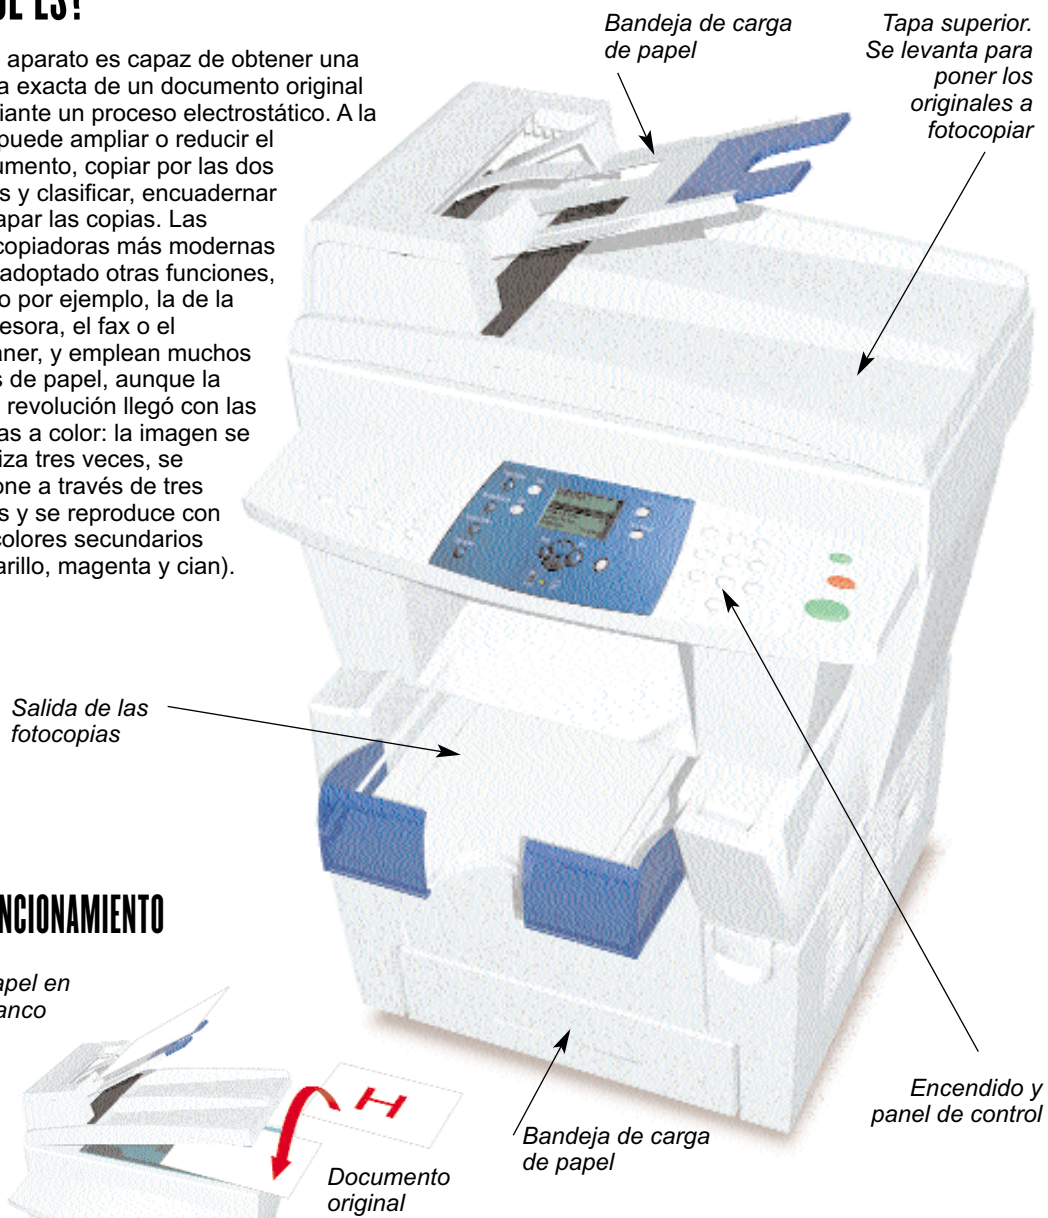 UE ES?
aparato es capaz de obtener una
a exacta de un documento original
iante un proceso electrostático. A la
puede ampliar o reducir el
umento, copiar por las dos
s y clasificar, encuadernar
apar las copias. Las
copiadoras más modernas
adoptado otras funciones,
o por ejemplo, la de la
esora, el fax o el
aner, y emplean muchos
s de papel, aunque la
revolución llegó con las
as a color: la imagen se
iza tres veces, se
one a través de tres
s y se reproduce con
colores secundarios
arillo, magenta y cian).
Bandeja de carga
de papel
Tapa superior.
Se levanta para
poner los
originales a
fotocopiar
Salida de las
fotocopias
NCIONAMIENTO
apel en
anco
H
Documento
original
Bandeja de carga
de papel
Encendido y
panel de control